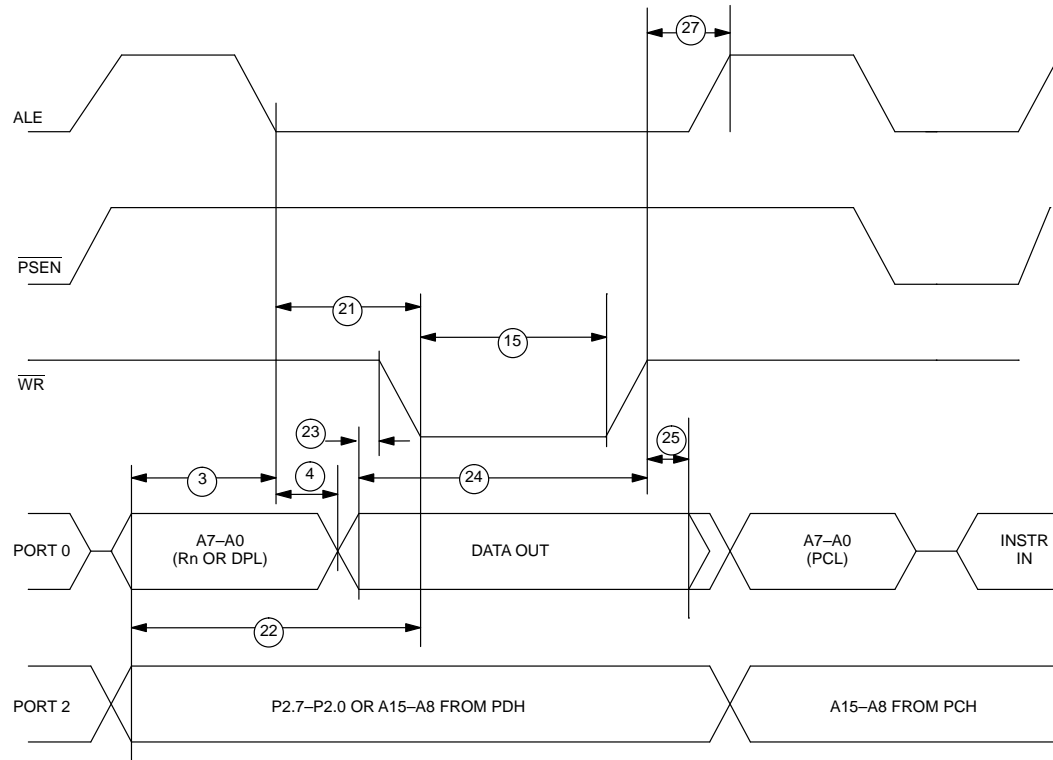 27
ALE
PSEN
21
15
WR
23
25
3
4
24
PORT 0
A7–A0
(Rn OR DPL)
DATA OUT
A7–A0
(PCL)
INSTR
IN
22
PORT 2
P2.7–P2.0 OR A15–A8 FROM PDH
A15–A8 FROM PCH